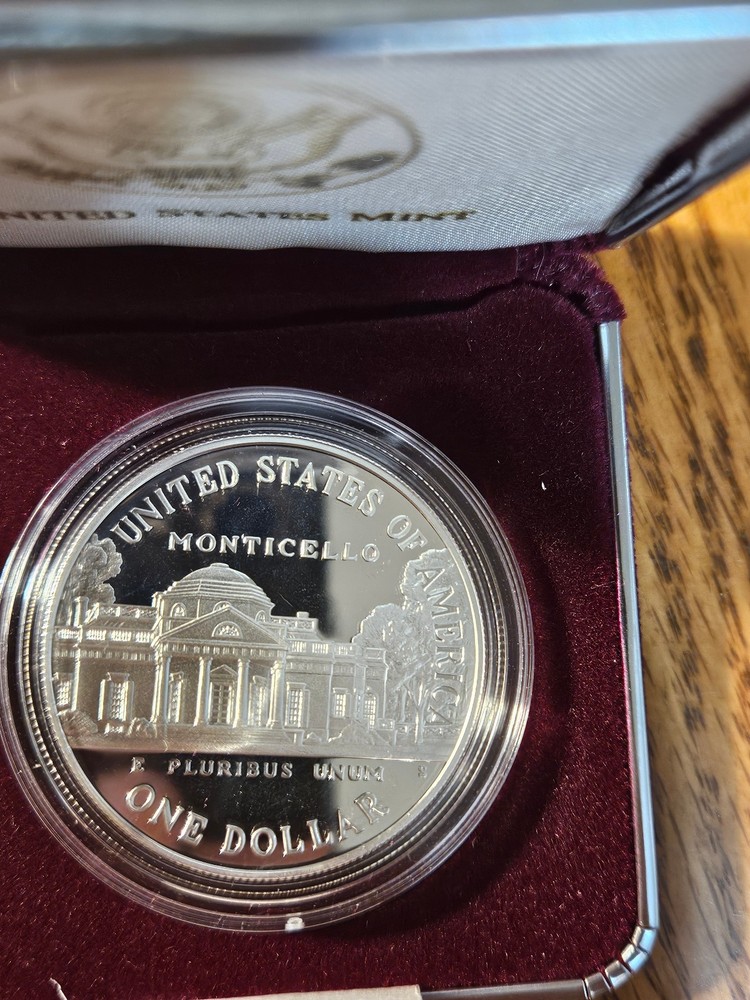 UNITED STATES MINT
UNITED STATES OF AMERICA
MONTICELLO
E PLURIBUS UNUM S
ONE DOLLAR